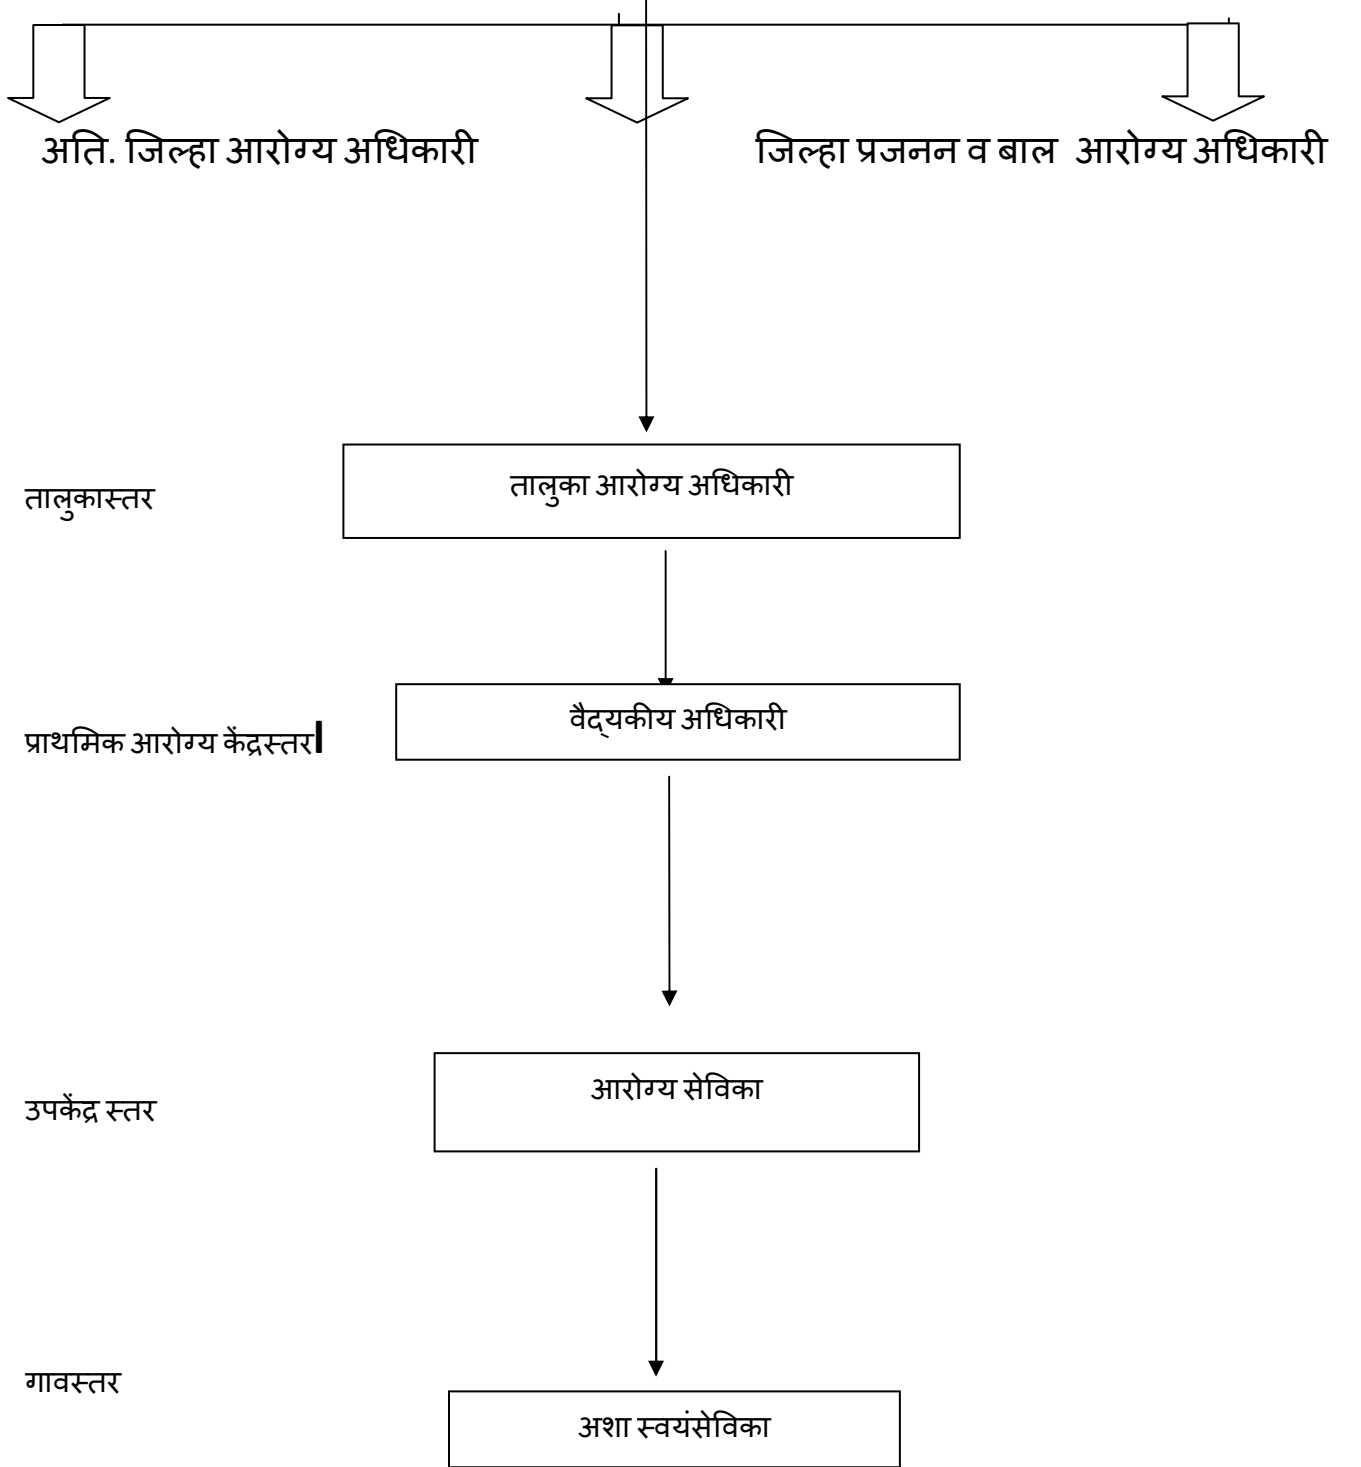 अति. जिल्हा आरोग्य अधिकारी
जिल्हा प्रजनन व बाल आरोग्य अधिकारी
तालुका आरोग्य अधिकारी
तालुकास्तर
वैद्यकीय अधिकारी
प्राथमिक आरोग्य केंद्रस्तर
आरोग्य सेविका
उपकेंद्र स्तर
गावस्तर
अशा स्वयंसेविका